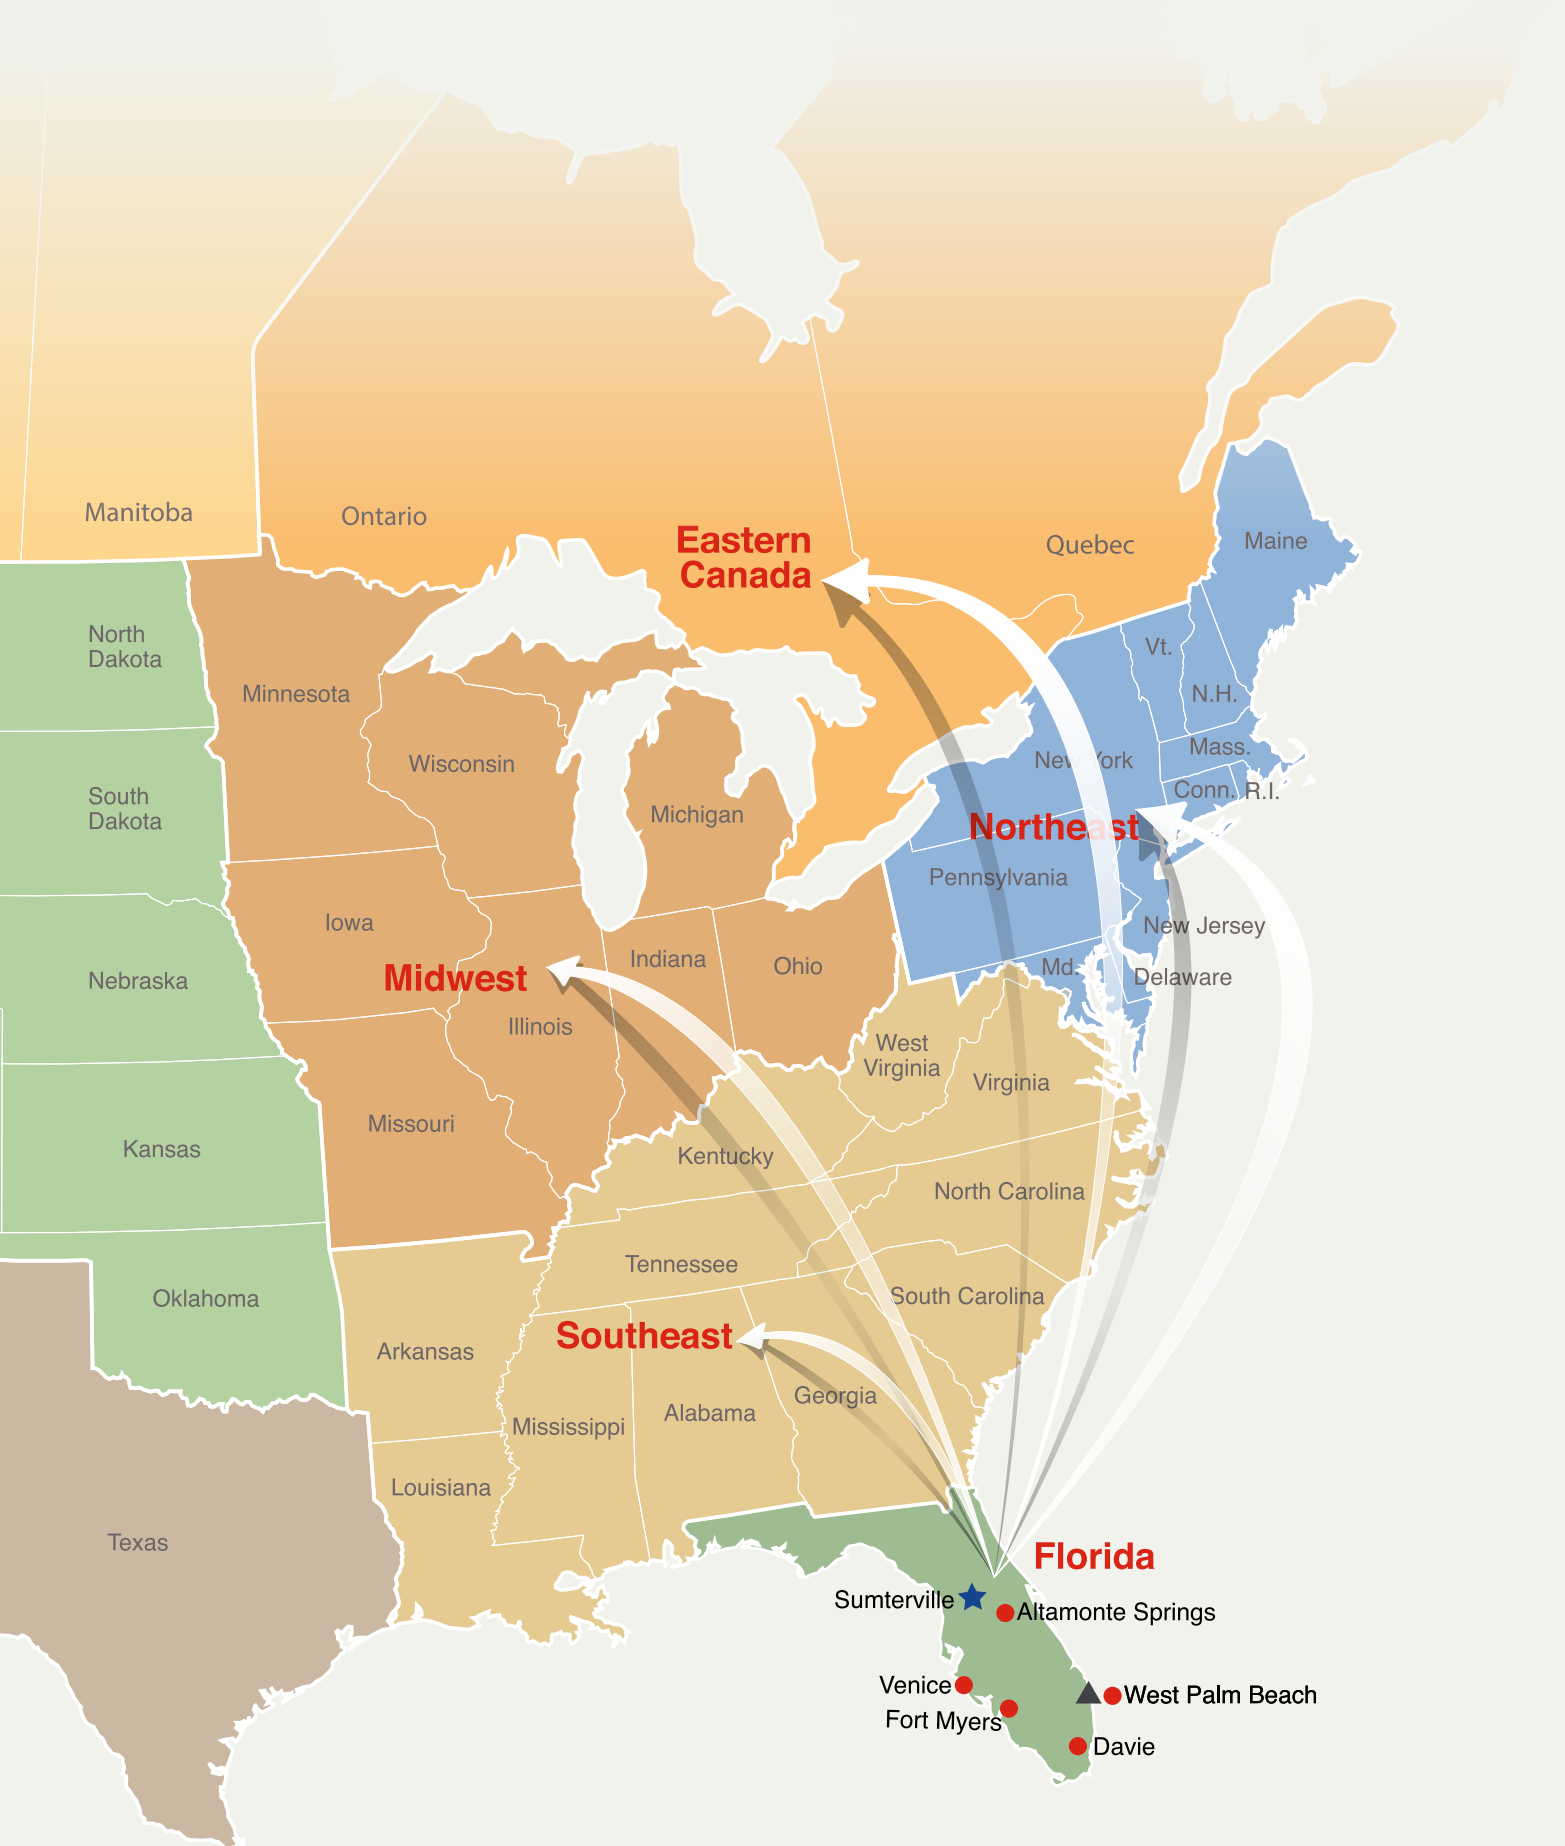 Manitoba
Ontario
Eastern
Canada
Quebec
Maine
North
Dakota
Minnesota
Vt.
N.H.
Wisconsin
New York
Mass.
South
Dakota
Michigan
Conn.
R.I.
Northeast
Pennsylvania
Iowa
New Jersey
Nebraska
Midwest
Indiana
Ohio
Md.
Delaware
Illinois
West
Virginia
Virginia
Kansas
Missouri
Kentucky
North Carolina
Oklahoma
Tennessee
South Carolina
Arkansas
Southeast
Mississippi
Alabama
Georgia
Louisiana
Texas
Florida
Sumterville
Altamonte Springs
Venice
West Palm Beach
Fort Myers
Davie